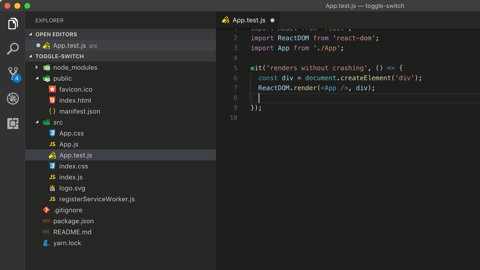 App.test.js — toggle-switch
EXPLORER
OPEN EDITORS
App.test.js src
TOGGLE-SWITCH
node_modules
public
favicon.ico
index.html
manifest.json
src
App.css
App.js
App.test.js
index.css
index.js
logo.svg
registerServiceWorker.js
.gitignore
package.json
README.md
yarn.lock
4
App.test.js
2 import ReactDOM from 'react-dom';
3 import App from './App';
4
5 it('renders without crashing', () => {
6 const div = document.createElement('div');
7 ReactDOM.render(<App />, div);
8
9 });
10